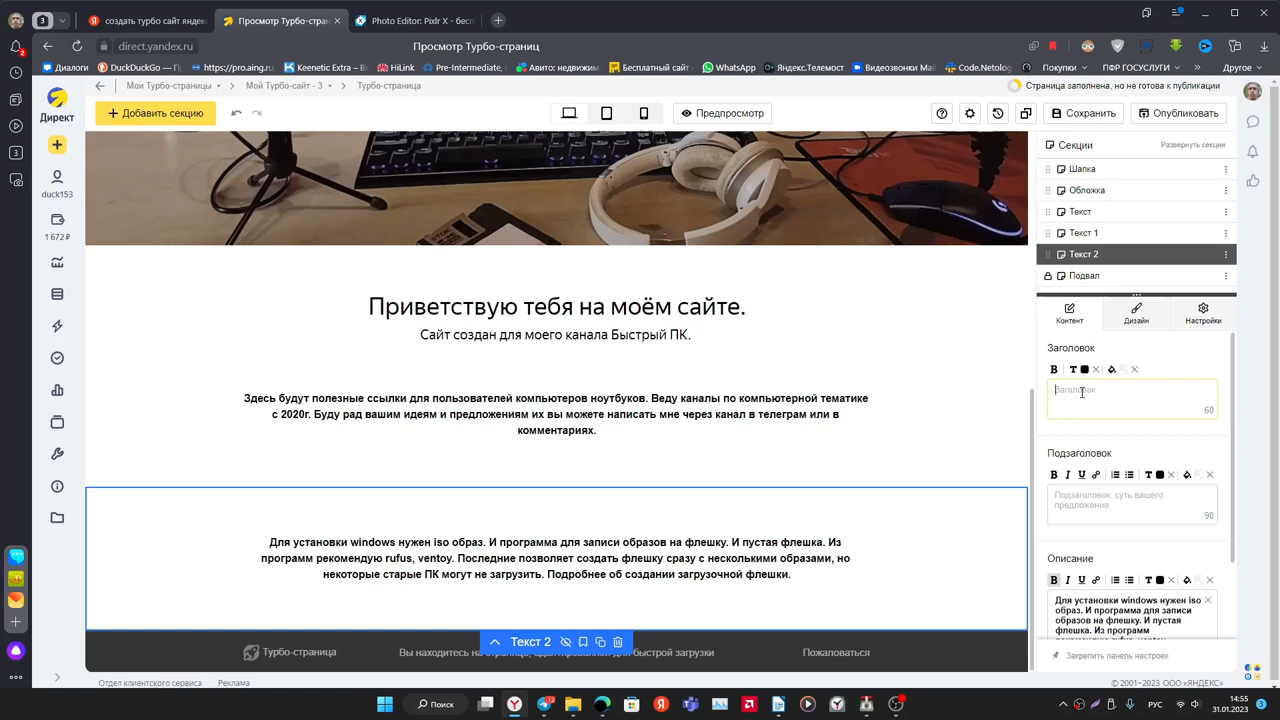 3
создать турбо сайт яндекс
Просмотр Турбо-стран
Photo Editor: Pixlr X - бесп
direct.yandex.ru
Просмотр Турбо-страниц
Диалоги
DuckDuckGo —
https://pro.aing.ru,
Keenetic Extra –
HiLink
Pre-Intermediate,
Авито: недвижим
Бесплатный сайт
WhatsApp
Яндекс.Телемост
Видеозвонки Mail
Code.Netolog
Покупки
ПФР ГОСУСЛУГИ
Другое
2
Мои Турбо-страницы
Мой Турбо-сайт - 3
Турбо-страница
Страница заполнена, но не готова к публикации
Директ
Добавить секцию
Предпросмотр
Сохранить
Опубликовать
3
duck153
1 672 ₽
Секции
Развернуть секции
Шапка
Обложка
Текст
Текст 1
Текст 2
Подвал
Приветствую тебя на моём сайте.
Сайт создан для моего канала Быстрый ПК.
Контент
Дизайн
Настройки
Заголовок
B
T
Заголовок
60
Здесь будут полезные ссылки для пользователей компьютеров ноутбуков. Веду каналы по компьютерной тематике
с 2020г. Буду рад вашим идеям и предложениям их вы можете написать мне через канал в телеграм или в
комментариях.
Подзаголовок
B I U T
Подзаголовок: суть вашего
предложения
90
Для установки windows нужен iso образ. И программа для записи образов на флешку. И пустая флешка. Из
программ рекомендую rufus, ventoy. Последние позволяет создать флешку сразу с несколькими образами, но
некоторые старые ПК могут не загрузить. Подробнее об создании загрузочной флешки.
Описание
B I U T
Для установки windows нужен iso
образ. И программа для записи
образов на флешку. И пустая
флешка. Из программ
Текст 2
Турбо-страница
Пожаловаться
Закрепить панель настроек
Отдел клиентского сервиса
Реклама
© 2001–2023 ООО «ЯНДЕКС»
Поиск
РУС
14:55
31.01.2023